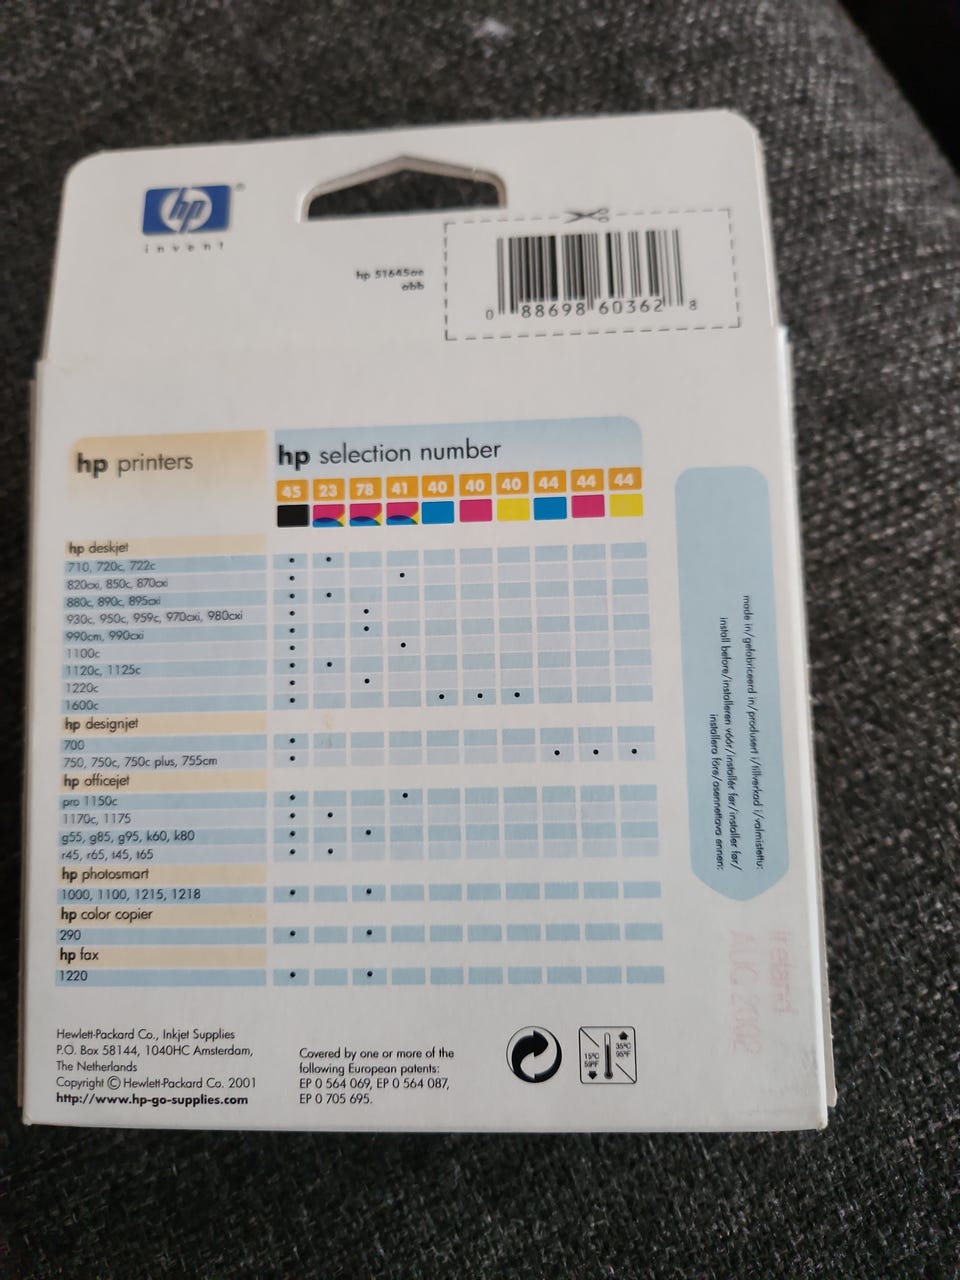 hp
®
invent
hp 51645ae
abb
0 88698 60362 8
hp printers
hp selection number
45 23 78 41 40 40 40 44 44 44
hp deskjet
710, 720c, 722c
820cxi, 850c, 870cxi
880c, 890c, 895cxi
930c, 950c, 959c, 970cxi, 980cxi
990cm, 990cxi
1100c
1120c, 1125c
1220c
1600c
hp designjet
700
750, 750c, 750c plus, 755cm
hp officejet
pro 1150c
1170c, 1175
g55, g85, g95, k60, k80
r45, r65, t45, t65
hp photosmart
1000, 1100, 1215, 1218
hp color copier
290
hp fax
1220
made in/gefabriceerd in/produsert i/tillverkad i/valmistettu:
install before/installeren vóór/installér før/installer før/
installera före/asennettava ennen:
Ireland
AUG 2002
Hewlett-Packard Co., Inkjet Supplies
P.O. Box 58144, 1040HC Amsterdam,
The Netherlands
Copyright © Hewlett-Packard Co. 2001
http://www.hp-go-supplies.com
Covered by one or more of the
following European patents:
EP 0 564 069, EP 0 564 087,
EP 0 705 695.
15ºC
59ºF
35ºC
95ºF